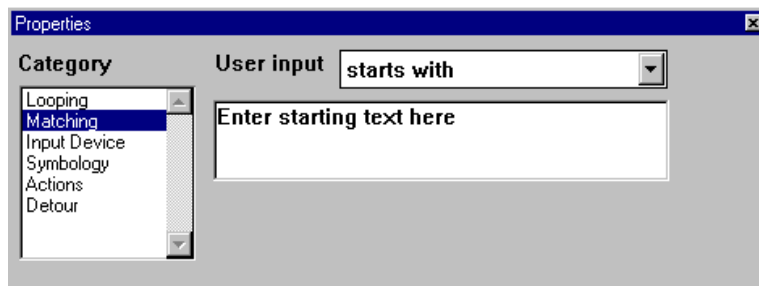 Properties
Category
User input
starts with
Looping
Matching
Input Device
Symbology
Actions
Detour
Enter starting text here